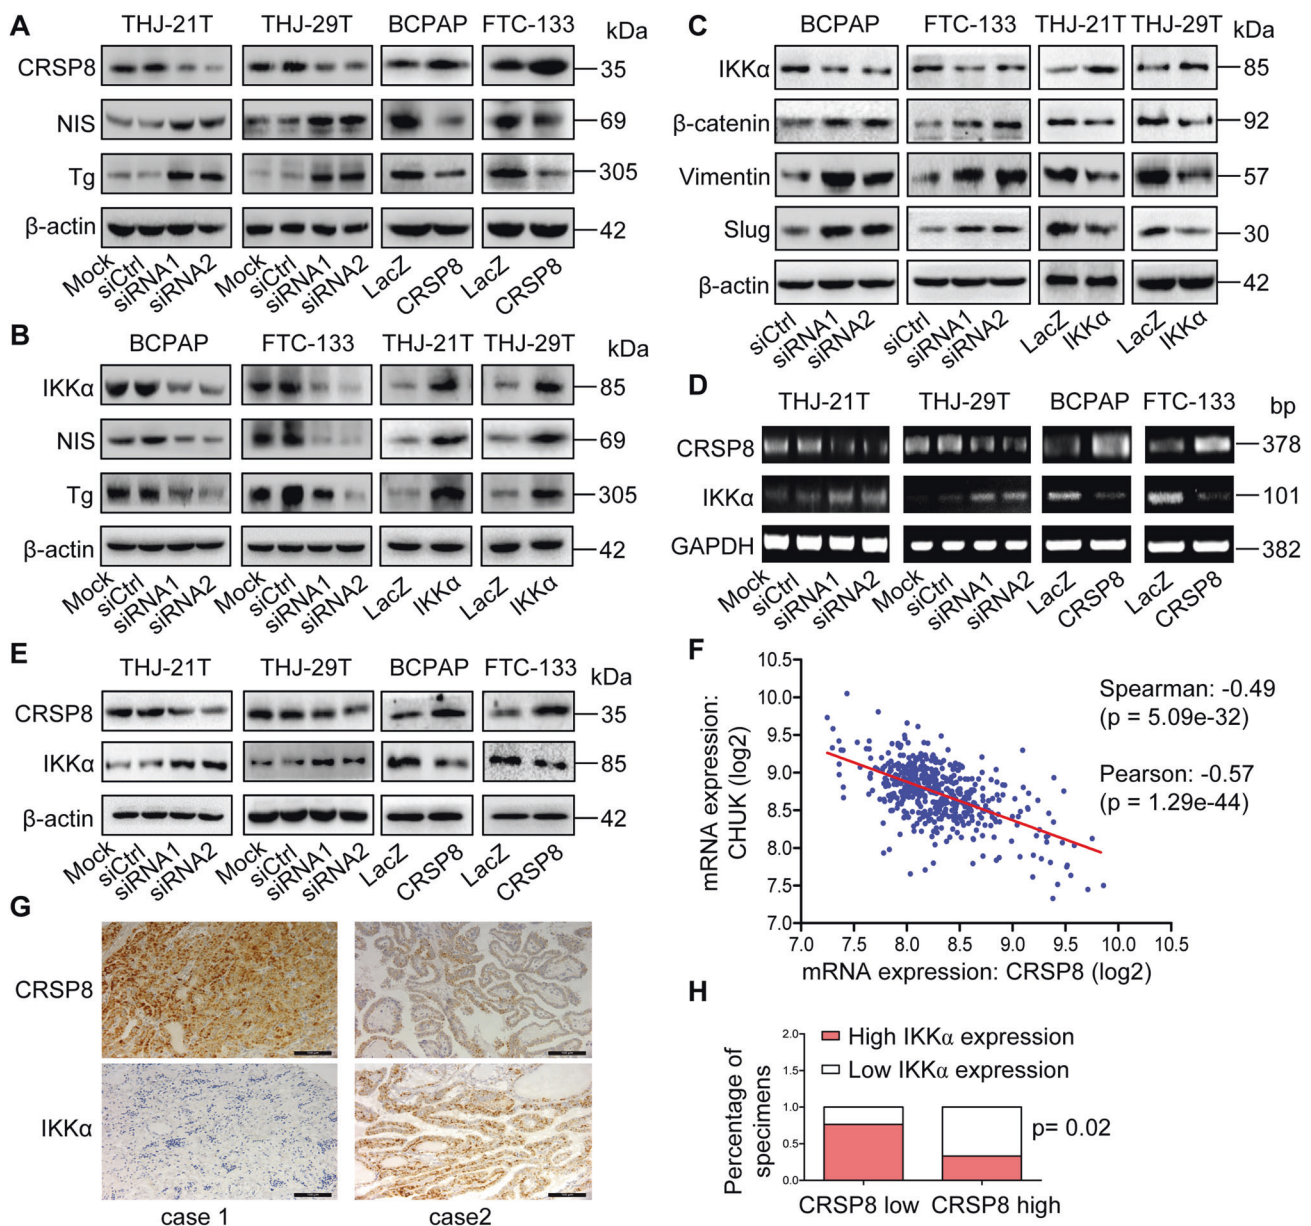 A
THJ-21T THJ-29T BCPAP FTC-133 kDa
CRSP8 35
NIS 69
Tg 305
β-actin 42
Mock siCtrl siRNA1 siRNA2 Mock siCtrl siRNA1 siRNA2 LacZ CRSP8 LacZ CRSP8
B
BCPAP FTC-133 THJ-21T THJ-29T kDa
IKKα 85
NIS 69
Tg 305
β-actin 42
Mock siCtrl siRNA1 siRNA2 Mock siCtrl siRNA1 siRNA2 LacZ IKKα LacZ IKKα
C
BCPAP FTC-133 THJ-21T THJ-29T kDa
IKKα 85
β-catenin 92
Vimentin 57
Slug 30
β-actin 42
siCtrl siRNA1 siRNA2 siCtrl siRNA1 siRNA2 LacZ IKKα LacZ IKKα
D
THJ-21T THJ-29T BCPAP FTC-133 bp
CRSP8 378
IKKα 101
GAPDH 382
Mock siCtrl siRNA1 siRNA2 Mock siCtrl siRNA1 siRNA2 LacZ CRSP8 LacZ CRSP8
E
THJ-21T THJ-29T BCPAP FTC-133 kDa
CRSP8 35
IKKα 85
β-actin 42
Mock siCtrl siRNA1 siRNA2 Mock siCtrl siRNA1 siRNA2 LacZ CRSP8 LacZ CRSP8
F
mRNA expression:
CHUK (log2)
10.5
10.0
9.5
9.0
8.5
8.0
7.5
7.0
Spearman: -0.49
(p = 5.09e-32)
Pearson: -0.57
(p = 1.29e-44)
7.0 7.5 8.0 8.5 9.0 9.5 10.0 10.5
mRNA expression: CRSP8 (log2)
G
CRSP8
IKKα
case 1 case2
H
Percentage of
specimens
2.0
1.5
1.0
0.5
0.0
High IKKα expression
Low IKKα expression
p= 0.02
CRSP8 low CRSP8 high